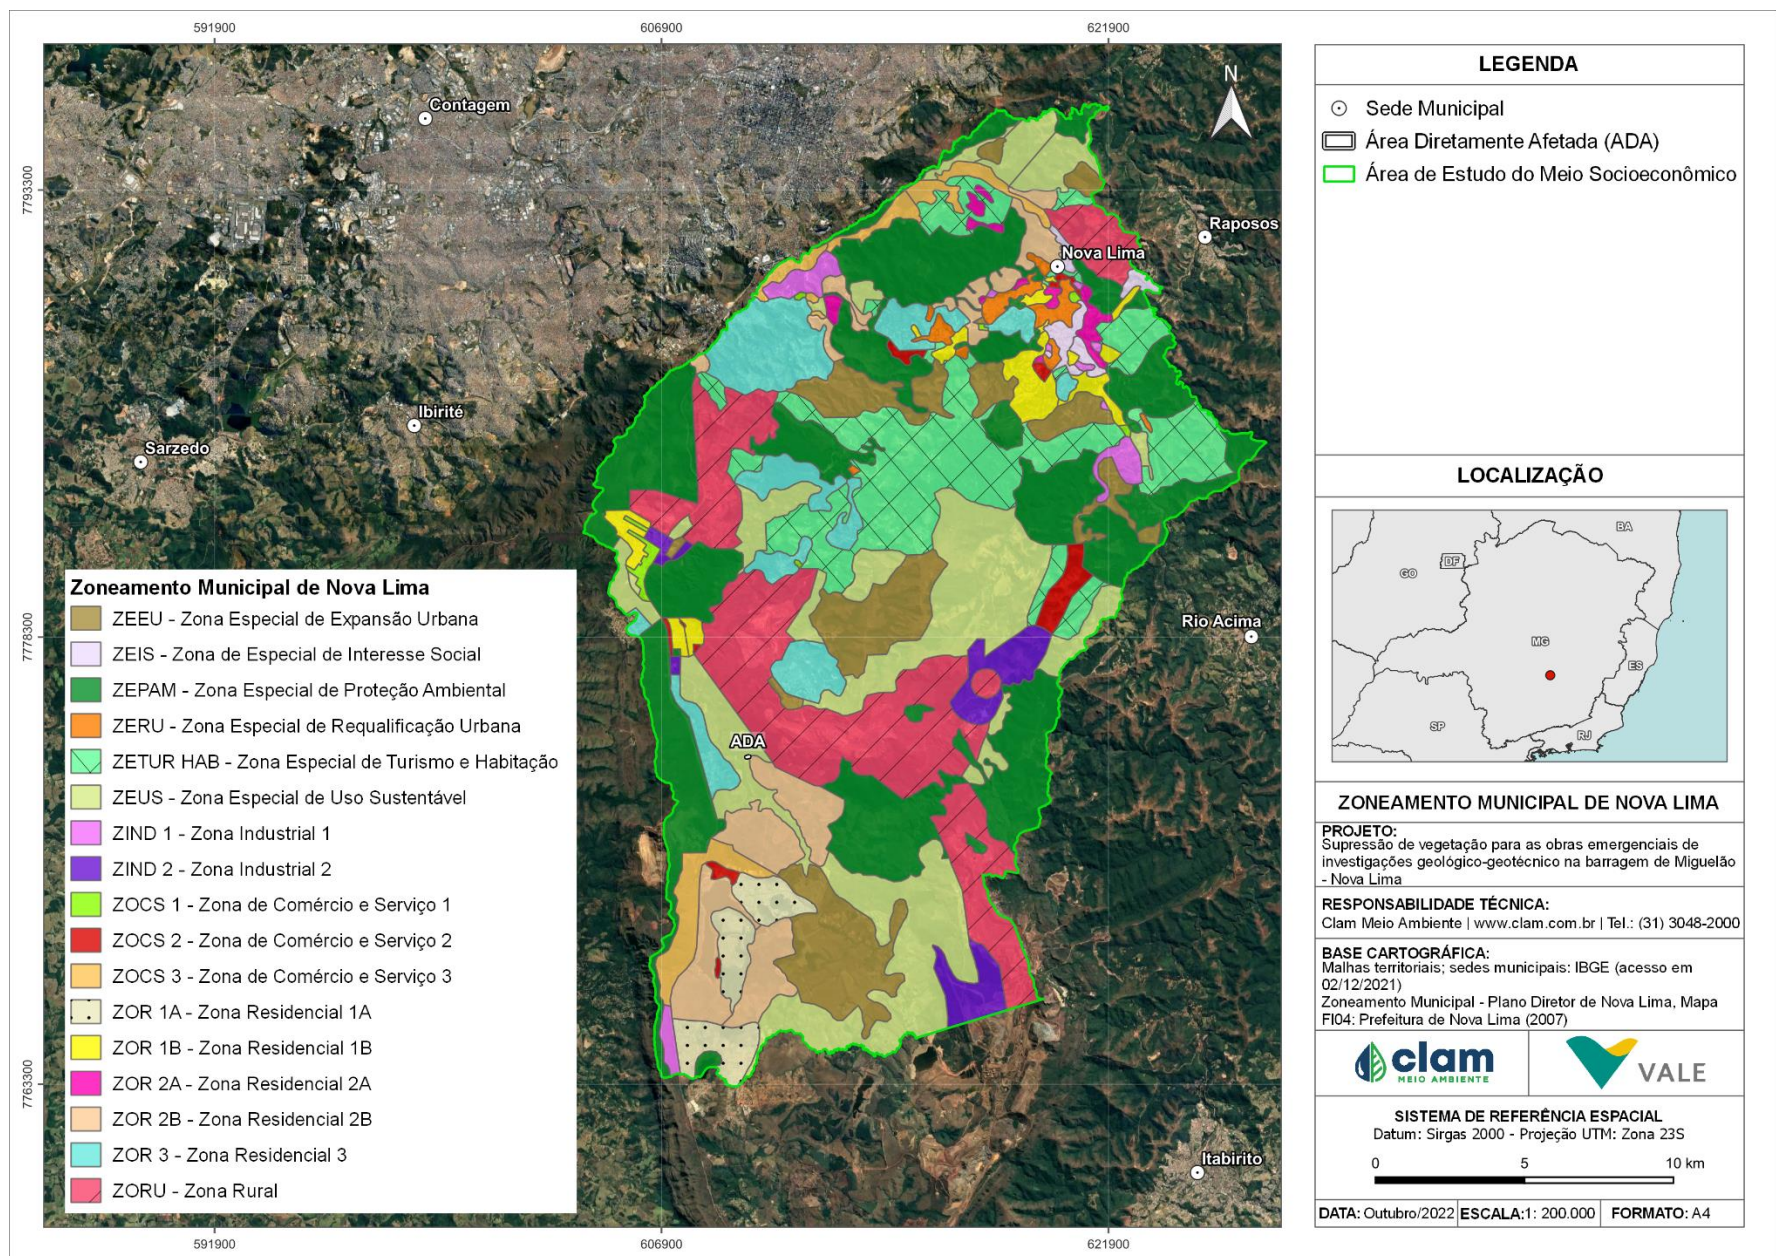 591900
606900
621900
7793300
7778300
7763300
591900
606900
621900
N
Contagem
Raposos
Nova Lima
Ibirité
Sarzedo
Rio Acima
ADA
Itabirito
Zoneamento Municipal de Nova Lima
ZEEU - Zona Especial de Expansão Urbana
ZEIS - Zona de Especial de Interesse Social
ZEPAM - Zona Especial de Proteção Ambiental
ZERU - Zona Especial de Requalificação Urbana
ZETUR HAB - Zona Especial de Turismo e Habitação
ZEUS - Zona Especial de Uso Sustentável
ZIND 1 - Zona Industrial 1
ZIND 2 - Zona Industrial 2
ZOCS 1 - Zona de Comércio e Serviço 1
ZOCS 2 - Zona de Comércio e Serviço 2
ZOCS 3 - Zona de Comércio e Serviço 3
ZOR 1A - Zona Residencial 1A
ZOR 1B - Zona Residencial 1B
ZOR 2A - Zona Residencial 2A
ZOR 2B - Zona Residencial 2B
ZOR 3 - Zona Residencial 3
ZORU - Zona Rural
LEGENDA
Sede Municipal
Área Diretamente Afetada (ADA)
Área de Estudo do Meio Socioeconômico
LOCALIZAÇÃO
BA
GO
DF
MG
ES
SP
RJ
ZONEAMENTO MUNICIPAL DE NOVA LIMA
PROJETO:
Supressão de vegetação para as obras emergenciais de
investigações geológico-geotécnico na barragem de Miguelão
- Nova Lima
RESPONSABILIDADE TÉCNICA:
Clam Meio Ambiente | www.clam.com.br | Tel.: (31) 3048-2000
BASE CARTOGRÁFICA:
Malhas territoriais; sedes municipais: IBGE (acesso em
02/12/2021)
Zoneamento Municipal - Plano Diretor de Nova Lima, Mapa
FI04: Prefeitura de Nova Lima (2007)
clam
MEIO AMBIENTE
VALE
SISTEMA DE REFERÊNCIA ESPACIAL
Datum: Sirgas 2000 - Projeção UTM: Zona 23S
0 5 10 km
DATA: Outubro/2022 ESCALA:1: 200.000 FORMATO: A4